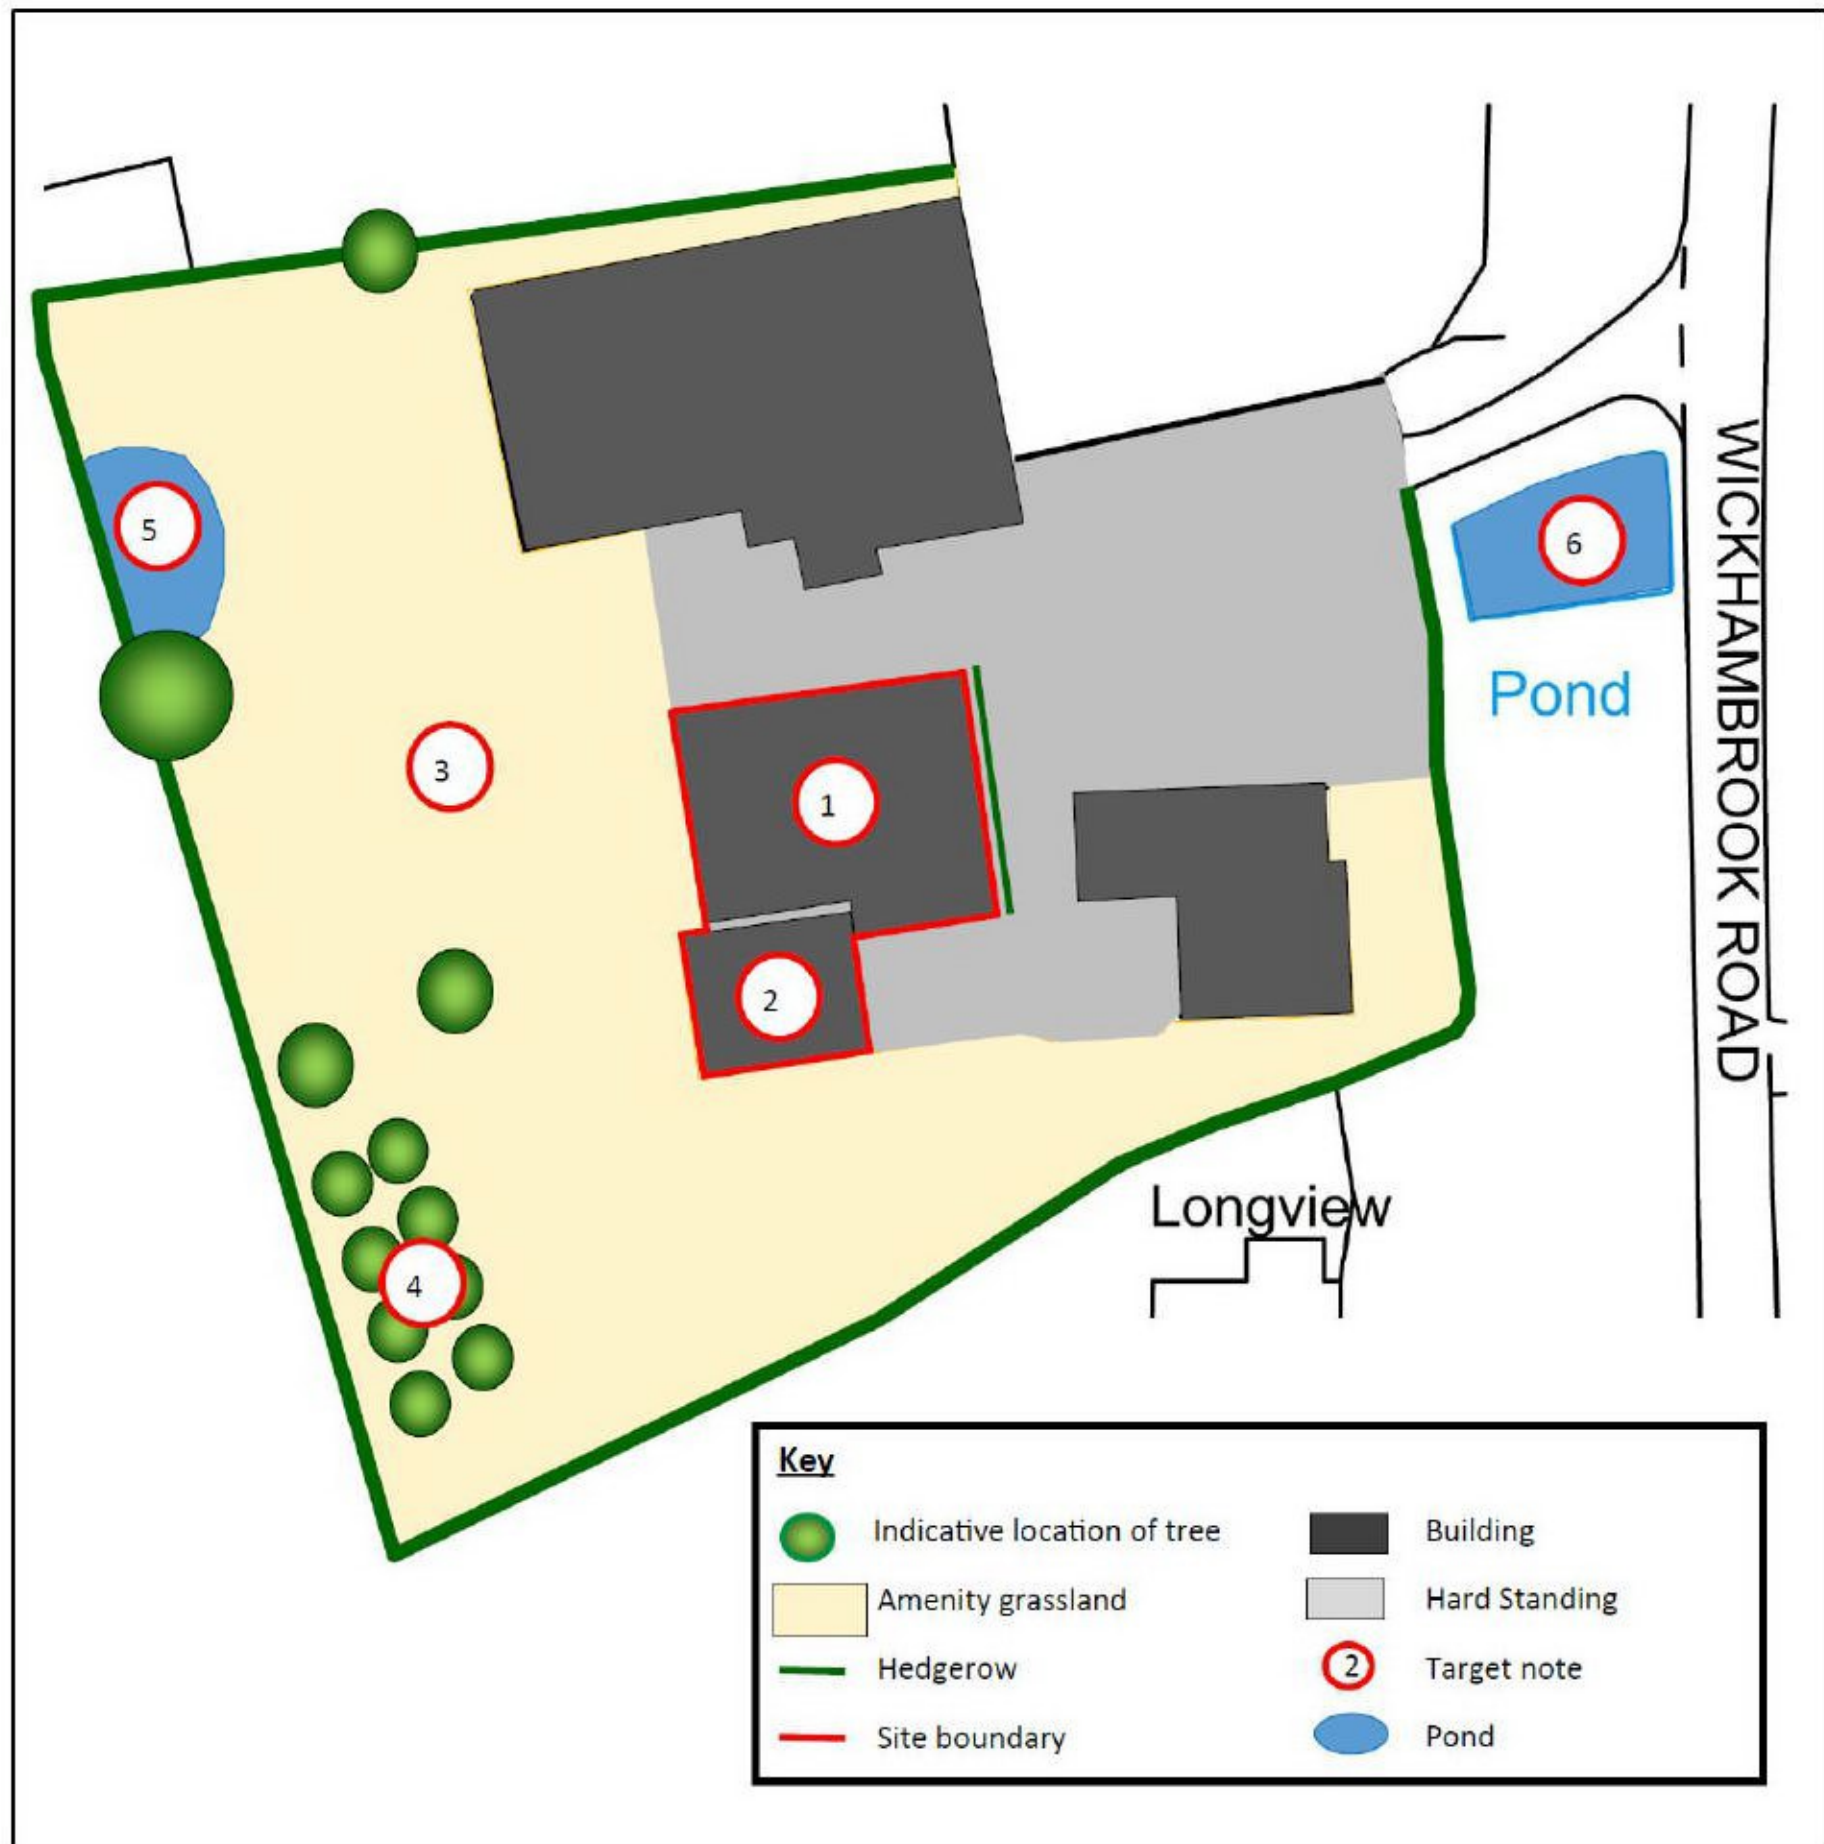 5
6
WICKHAMBROOK ROAD
Pond
3
1
2
Longview
4
Key
Indicative location of tree
Building
Amenity grassland
Hard Standing
Hedgerow
2
Target note
Site boundary
Pond